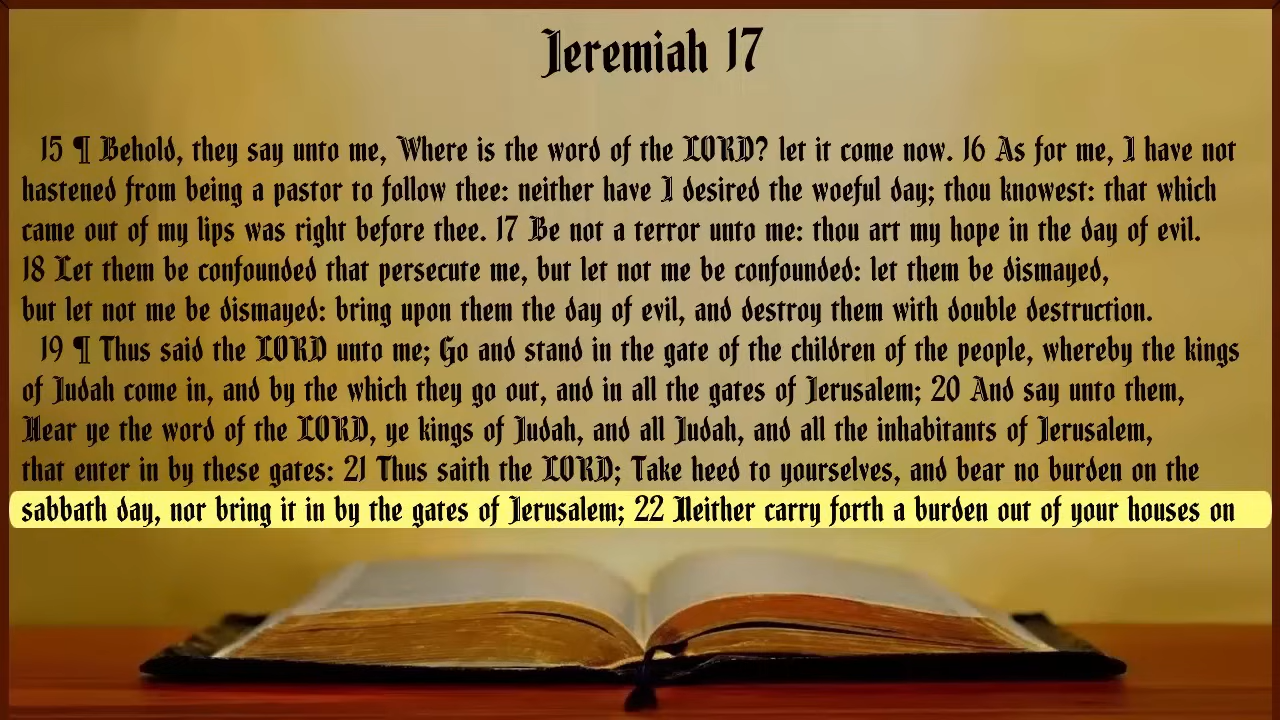 Jeremiah 17
15 ¶ Behold, they say unto me, Where is the word of the LORD? let it come now. 16 As for me, I have not
hastened from being a pastor to follow thee: neither have I desired the woeful day; thou knowest: that which
came out of my lips was right before thee. 17 Be not a terror unto me: thou art my hope in the day of evil.
18 Let them be confounded that persecute me, but let not me be confounded: let them be dismayed,
but let not me be dismayed: bring upon them the day of evil, and destroy them with double destruction.
19 ¶ Thus said the LORD unto me; Go and stand in the gate of the children of the people, whereby the kings
of Judah come in, and by the which they go out, and in all the gates of Jerusalem; 20 And say unto them,
Hear ye the word of the LORD, ye kings of Judah, and all Judah, and all the inhabitants of Jerusalem,
that enter in by these gates: 21 Thus saith the LORD; Take heed to yourselves, and bear no burden on the
sabbath day, nor bring it in by the gates of Jerusalem; 22 Neither carry forth a burden out of your houses on